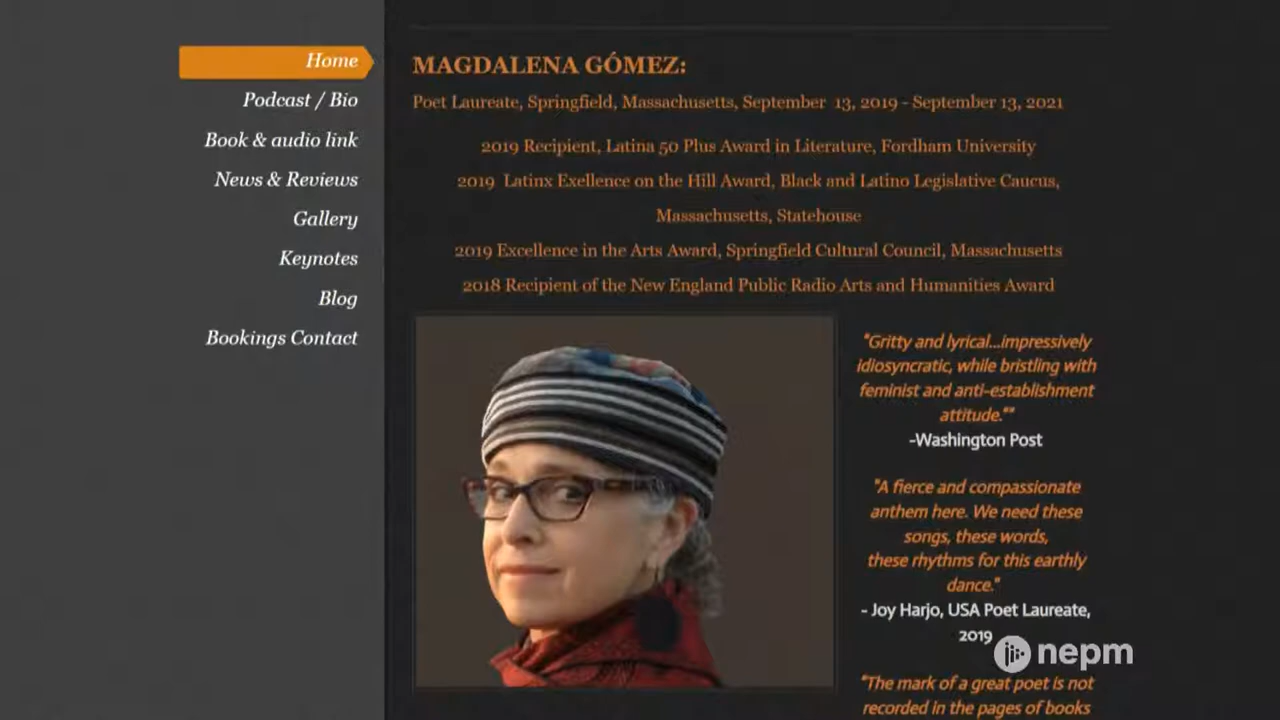 Home
Podcast / Bio
Book & audio link
News & Reviews
Gallery
Keynotes
Blog
Bookings Contact
MAGDALENA GÓMEZ:
Poet Laureate, Springfield, Massachusetts, September 13, 2019 - September 13, 2021
2019 Recipient, Latina 50 Plus Award in Literature, Fordham University
2019 Latinx Exellence on the Hill Award, Black and Latino Legislative Caucus,
Massachusetts, Statehouse
2019 Excellence in the Arts Award, Springfield Cultural Council, Massachusetts
2018 Recipient of the New England Public Radio Arts and Humanities Award
"Gritty and lyrical...impressively
idiosyncratic, while bristling with
feminist and anti-establishment
attitude.""
-Washington Post
"A fierce and compassionate
anthem here. We need these
songs, these words,
these rhythms for this earthly
dance."
- Joy Harjo, USA Poet Laureate,
2019
"The mark of a great poet is not
recorded in the pages of books
nepm